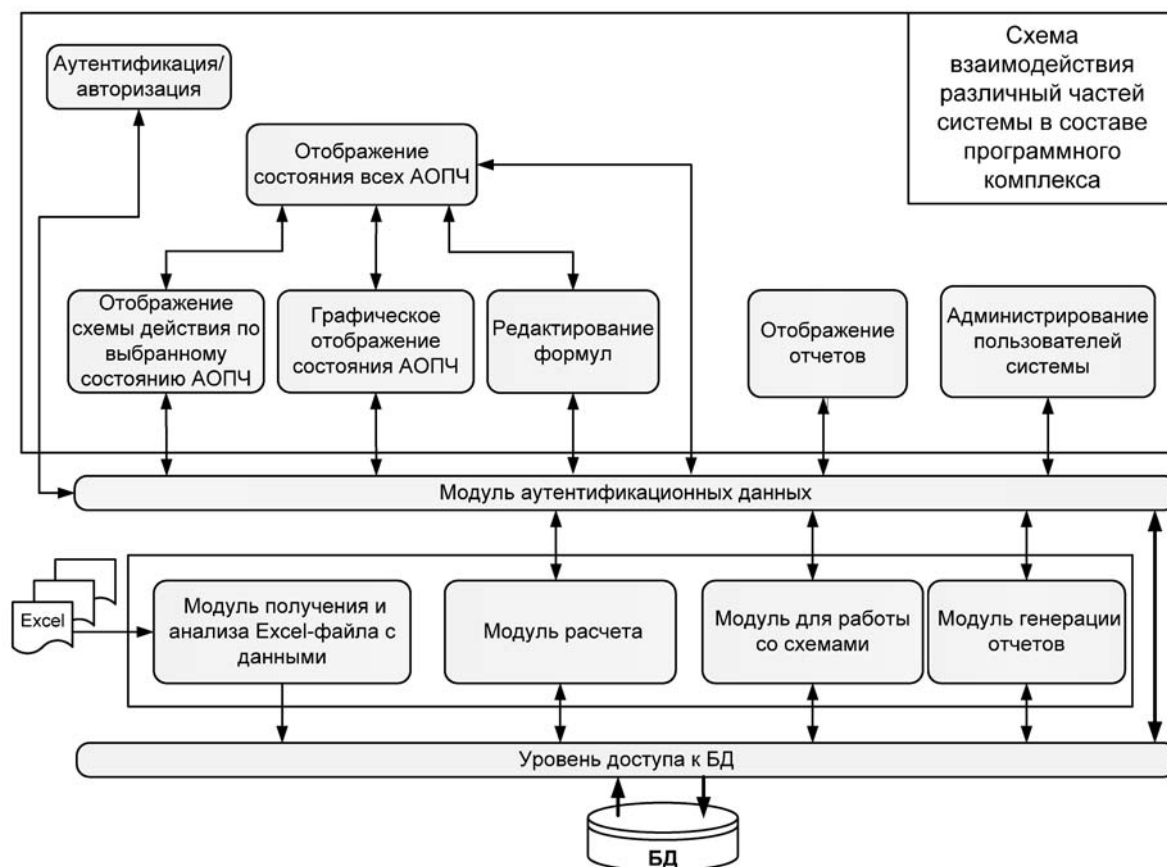 Схема
взаимодействия
различный частей
системы в составе
программного
комплекса
Аутентификация/
авторизация
Отображение
состояния всех АОПЧ
Отображение
схемы действия по
выбранному
состоянию АОПЧ
Графическое
отображение
состояния АОПЧ
Редактирование
формул
Отображение
отчетов
Администрирование
пользователей
системы
Модуль аутентификационных данных
Excel
Модуль получения и
анализа Excel-файла с
данными
Модуль расчета
Модуль для работы
со схемами
Модуль генерации
отчетов
Уровень доступа к БД
БД